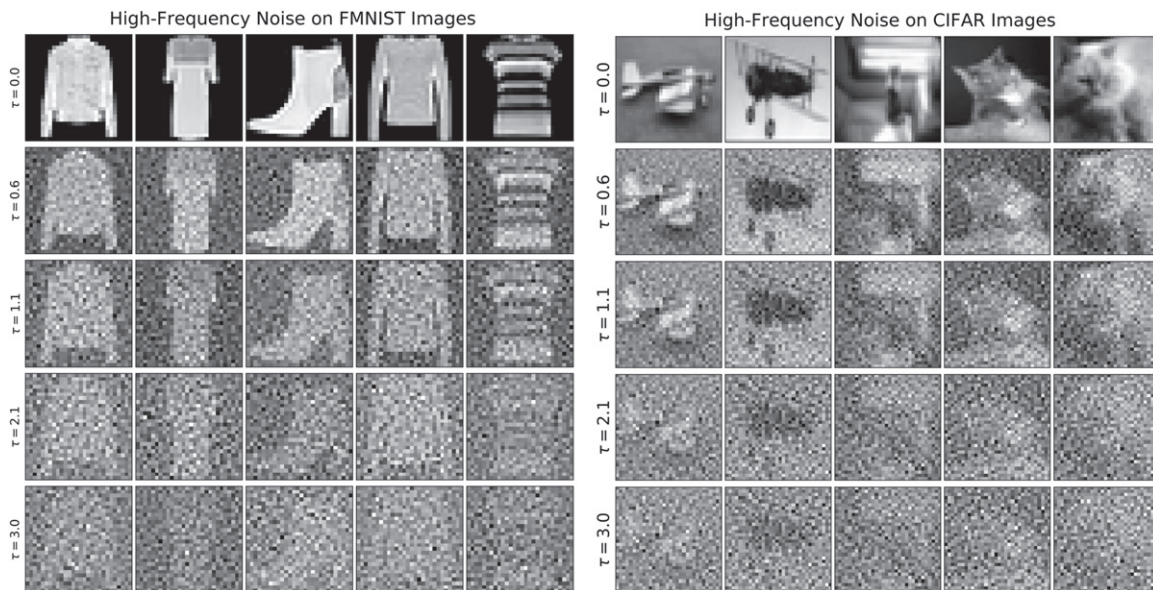 High-Frequency Noise on FMNIST Images
τ = 0.0
τ = 0.6
τ = 1.1
τ = 2.1
τ = 3.0
High-Frequency Noise on CIFAR Images
τ = 0.0
τ = 0.6
τ = 1.1
τ = 2.1
τ = 3.0